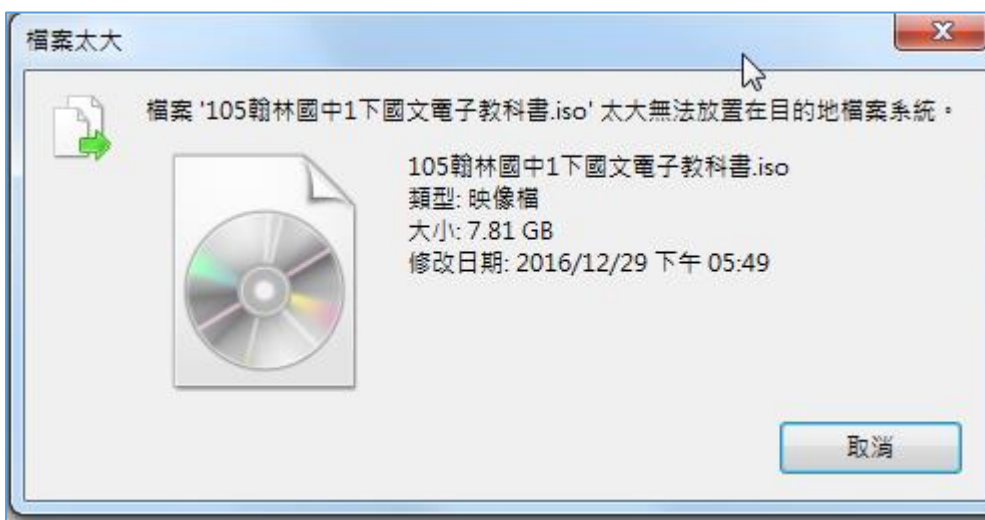 檔案太大
檔案 '105翰林國中1下國文電子教科書.iso' 太大無法放置在目的地檔案系統。
105翰林國中1下國文電子教科書.iso
類型: 映像檔
大小: 7.81 GB
修改日期: 2016/12/29 下午 05:49
取消